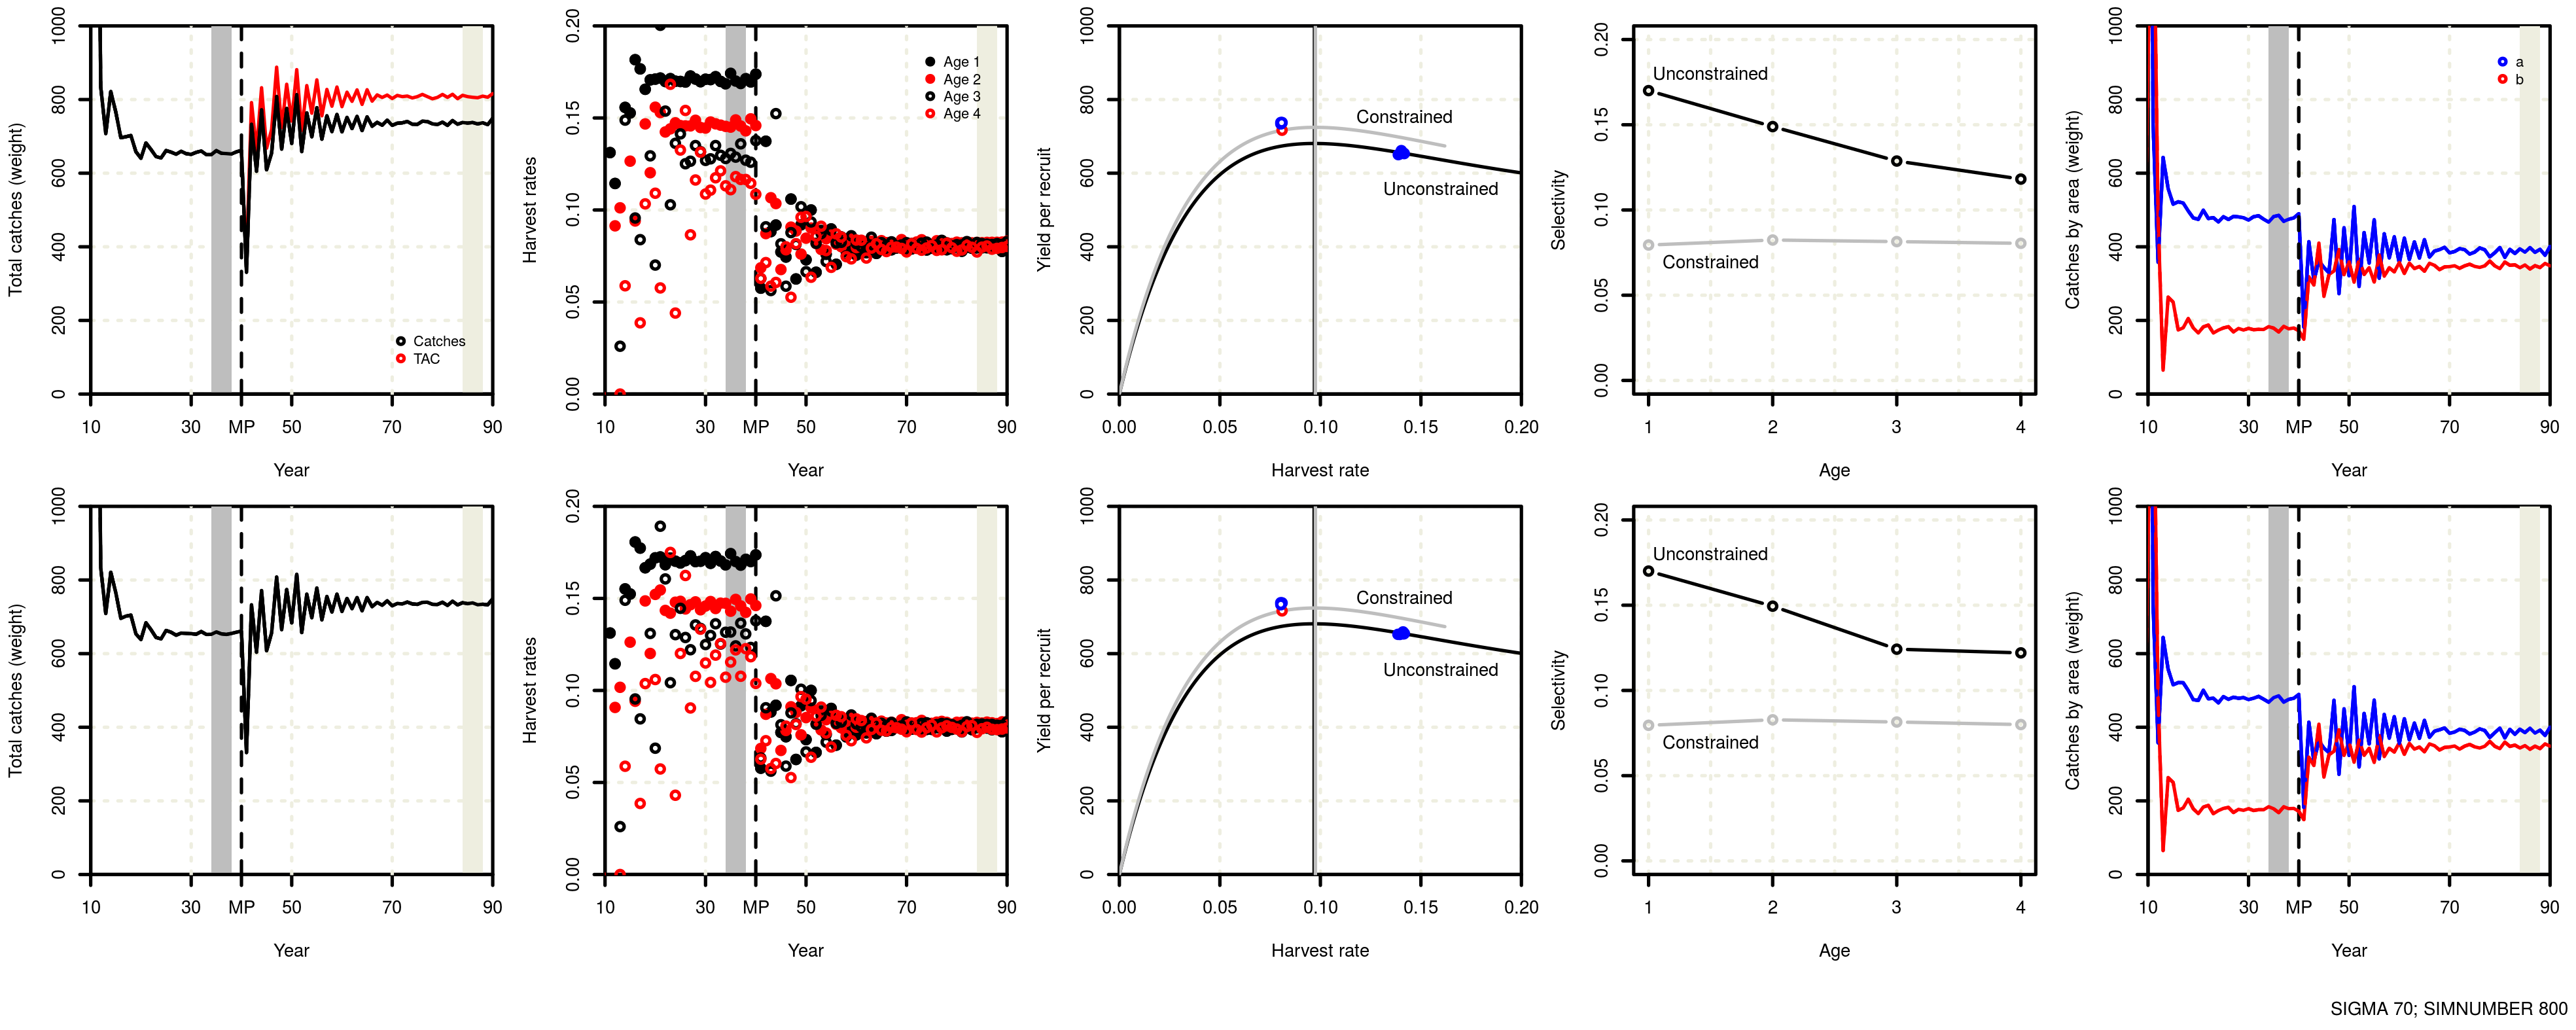 Total catches (weight)
0 200 400 600 800 1000
Catches
TAC
10 30 MP 50 70 90
Year
Harvest rates
0.00 0.05 0.10 0.15 0.20
Age 1
Age 2
Age 3
Age 4
10 30 MP 50 70 90
Year
Yield per recruit
0 200 400 600 800 1000
Constrained
Unconstrained
0.00 0.05 0.10 0.15 0.20
Harvest rate
Selectivity
0.00 0.05 0.10 0.15 0.20
Unconstrained
Constrained
1 2 3 4
Age
Catches by area (weight)
0 200 400 600 800 1000
a
b
10 30 MP 50 70 90
Year
Total catches (weight)
0 200 400 600 800 1000
10 30 MP 50 70 90
Year
Harvest rates
0.00 0.05 0.10 0.15 0.20
10 30 MP 50 70 90
Year
Yield per recruit
0 200 400 600 800 1000
Constrained
Unconstrained
0.00 0.05 0.10 0.15 0.20
Harvest rate
Selectivity
0.00 0.05 0.10 0.15 0.20
Unconstrained
Constrained
1 2 3 4
Age
Catches by area (weight)
0 200 400 600 800 1000
10 30 MP 50 70 90
Year
SIGMA 70; SIMNUMBER 800